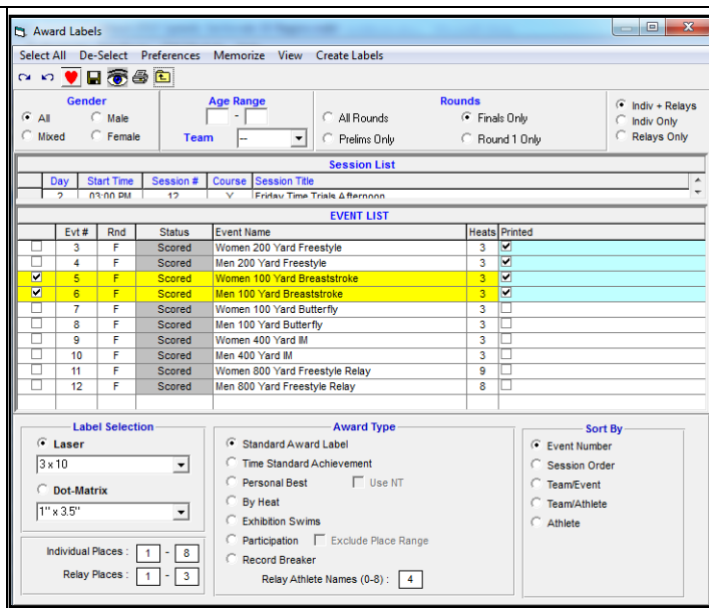 Award Labels
Select All De-Select Preferences Memorize View Create Labels
Gender
All Male
Mixed Female
Age Range
-
Team --
Rounds
All Rounds Finals Only
Prelims Only Round 1 Only
Indiv + Relays
Indiv Only
Relays Only
Session List
Day Start Time Session # Course Session Title
2 03:00 PM 12 Y Friday Time Trials Afternoon
EVENT LIST
Evt # Rnd Status Event Name Heats Printed
3 F Scored Women 200 Yard Freestyle 3
4 F Scored Men 200 Yard Freestyle 3
5 F Scored Women 100 Yard Breaststroke 3
6 F Scored Men 100 Yard Breaststroke 3
7 F Scored Women 100 Yard Butterfly 3
8 F Scored Men 100 Yard Butterfly 3
9 F Scored Women 400 Yard IM 3
10 F Scored Men 400 Yard IM 3
11 F Scored Women 800 Yard Freestyle Relay 9
12 F Scored Men 800 Yard Freestyle Relay 8
Label Selection
Laser
3 x 10
Dot-Matrix
1" x 3.5"
Individual Places : 1 - 8
Relay Places : 1 - 3
Award Type
Standard Award Label
Time Standard Achievement
Personal Best Use NT
By Heat
Exhibition Swims
Participation Exclude Place Range
Record Breaker
Relay Athlete Names (0-8) : 4
Sort By
Event Number
Session Order
Team/Event
Team/Athlete
Athlete